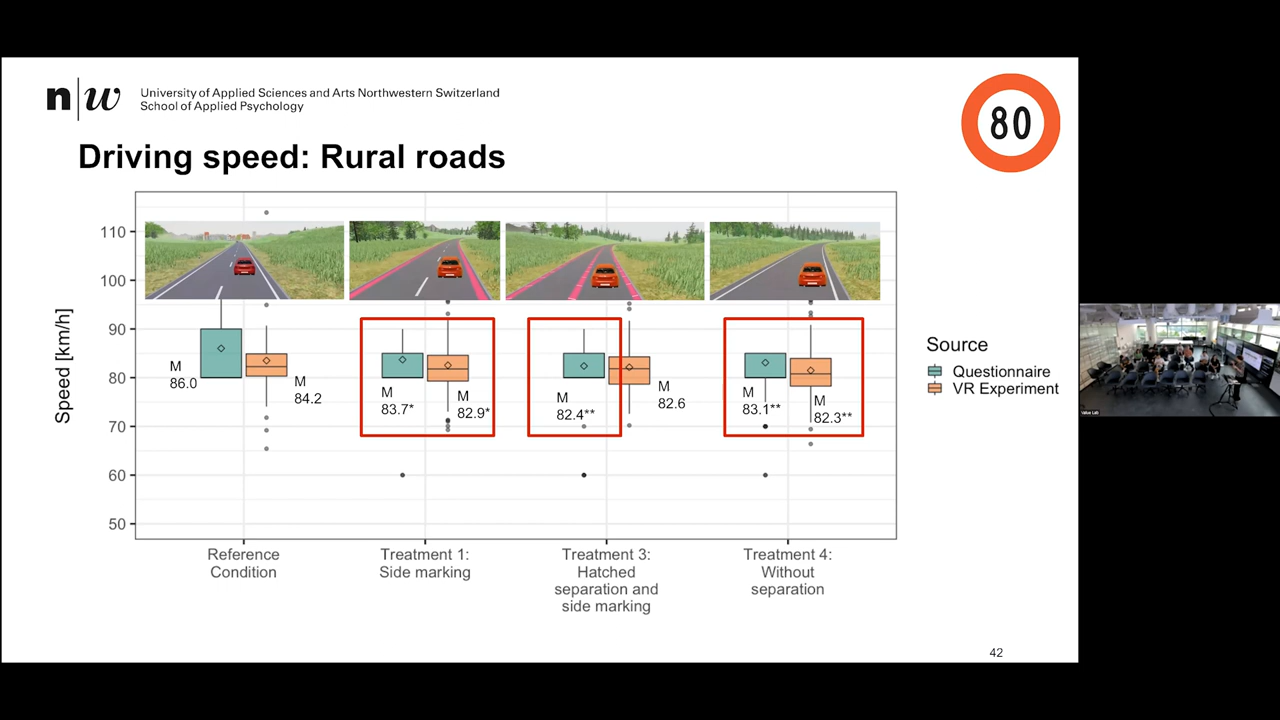 n|w
University of Applied Sciences and Arts Northwestern Switzerland
School of Applied Psychology
80
Driving speed: Rural roads
Speed [km/h]
110
100
90
80
70
60
50
M
86.0
M
84.2
M
83.7*
M
82.9*
M
82.4**
M
82.6
M
83.1**
M
82.3**
Reference
Condition
Treatment 1:
Side marking
Treatment 3:
Hatched
separation and
side marking
Treatment 4:
Without
separation
Source
Questionnaire
VR Experiment
42
Value Lab